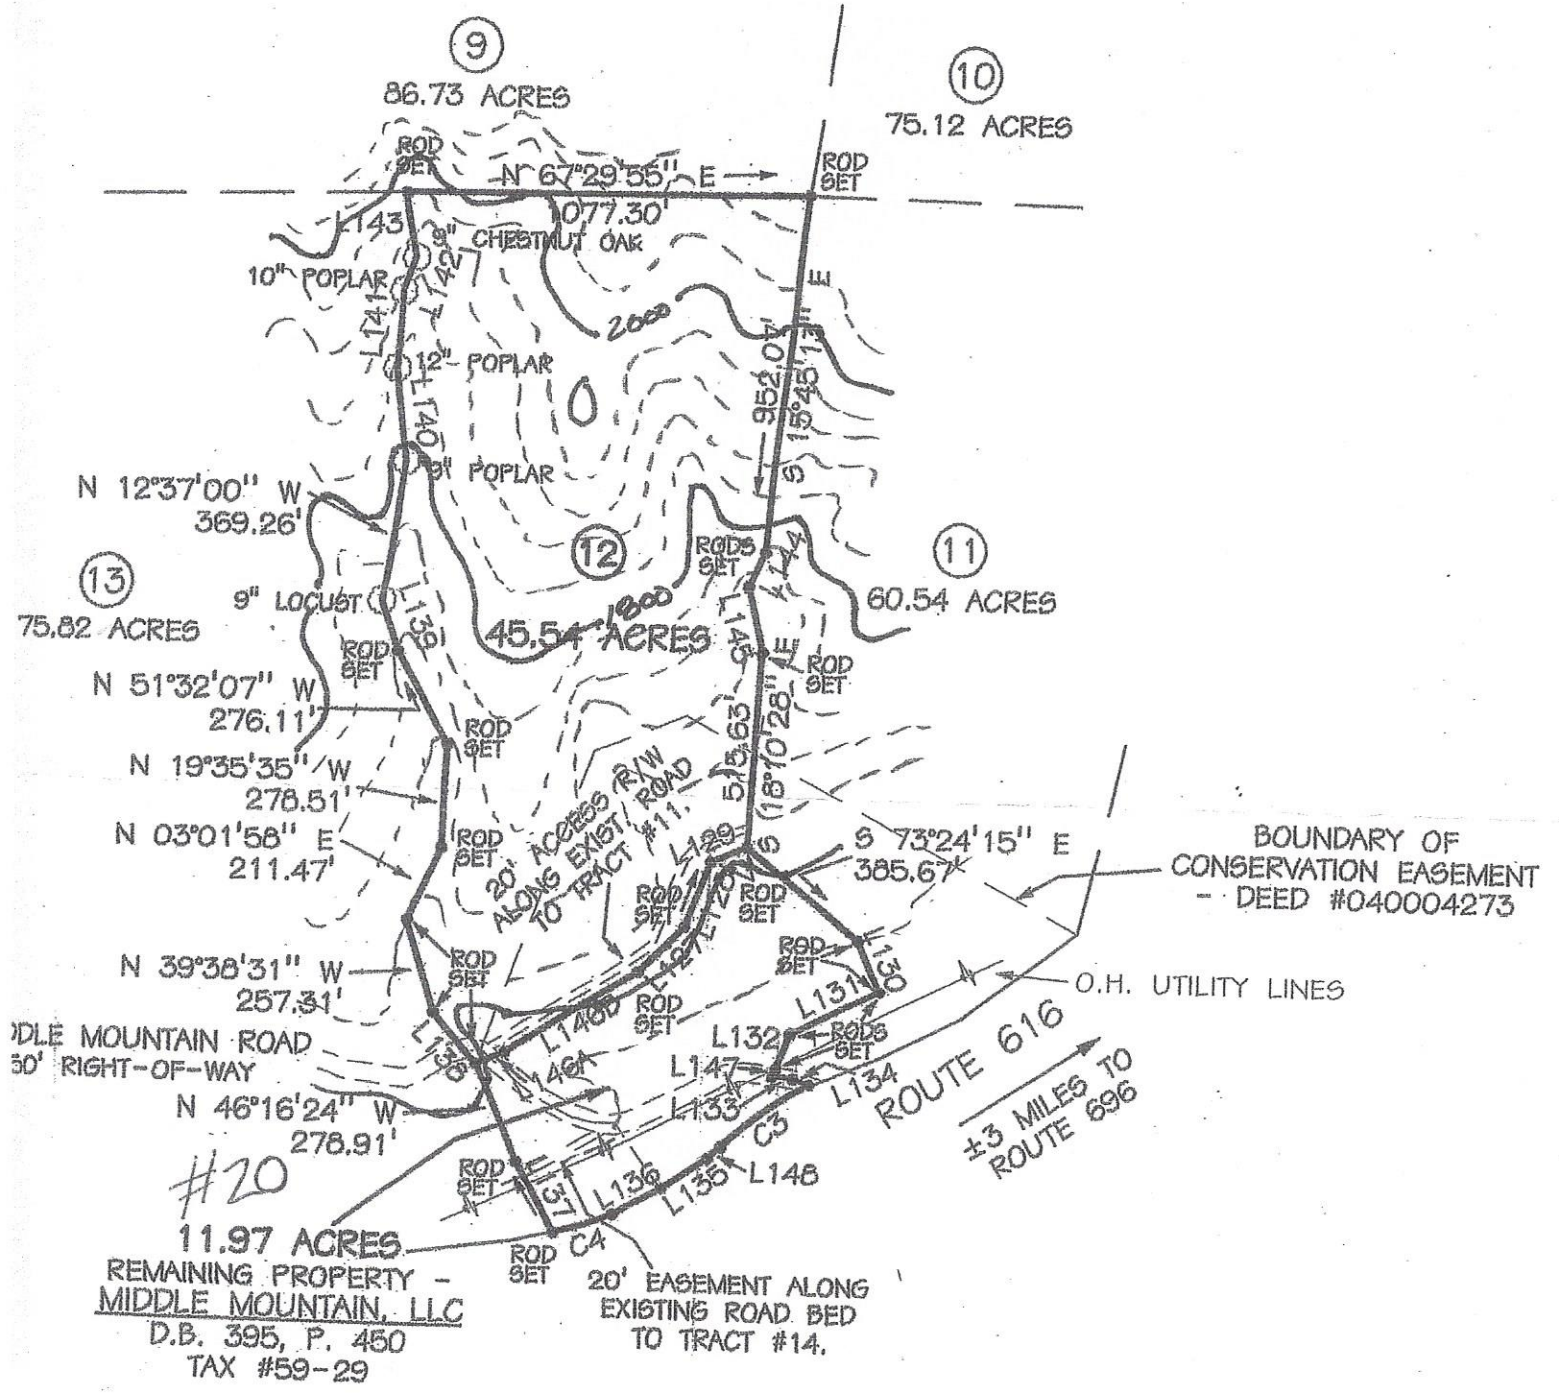 9
86.73 ACRES
10
75.12 ACRES
ROD
SET
N 67°29'55" E
1077.30'
ROD
SET
L143
9" CHESTNUT OAK
L142
10" POPLAR
L141
12" POPLAR
L140
9" POPLAR
2000
0
952.07'
S 15°45'13" E
N 12°37'00" W
369.26'
13
75.82 ACRES
9" LOCUST
L139
12
45.54 ACRES
1800
RODS
SET
L144
L145
11
60.54 ACRES
ROD
SET
ROD
SET
N 51°32'07" W
276.11'
ROD
SET
N 19°35'35" W
278.51'
N 03°01'58" E
211.47'
ROD
SET
515.63'
S (18°10'28" E
20' ACCESS R/W
ALONG EXIST. ROAD
TO TRACT #11.
L129
S 73°24'15" E
385.67'
BOUNDARY OF
CONSERVATION EASEMENT
- DEED #040004273
ROD
SET
ROD
SET
L127
ROD
SET
L130
N 39°38'31" W
257.31'
ROD
SET
ROD
SET
L131
O.H. UTILITY LINES
DLE MOUNTAIN ROAD
50' RIGHT-OF-WAY
L138
L146B
146A
L132
RODS
SET
L147
L133
L134
ROUTE 616
±3 MILES TO
ROUTE 696
N 46°16'24" W
278.91'
C3
L148
L135
L136
ROD
SET
37
#20
11.97 ACRES
REMAINING PROPERTY -
MIDDLE MOUNTAIN, LLC
D.B. 395, P. 450
TAX #59-29
ROD
SET
C4
20' EASEMENT ALONG
EXISTING ROAD BED
TO TRACT #14.